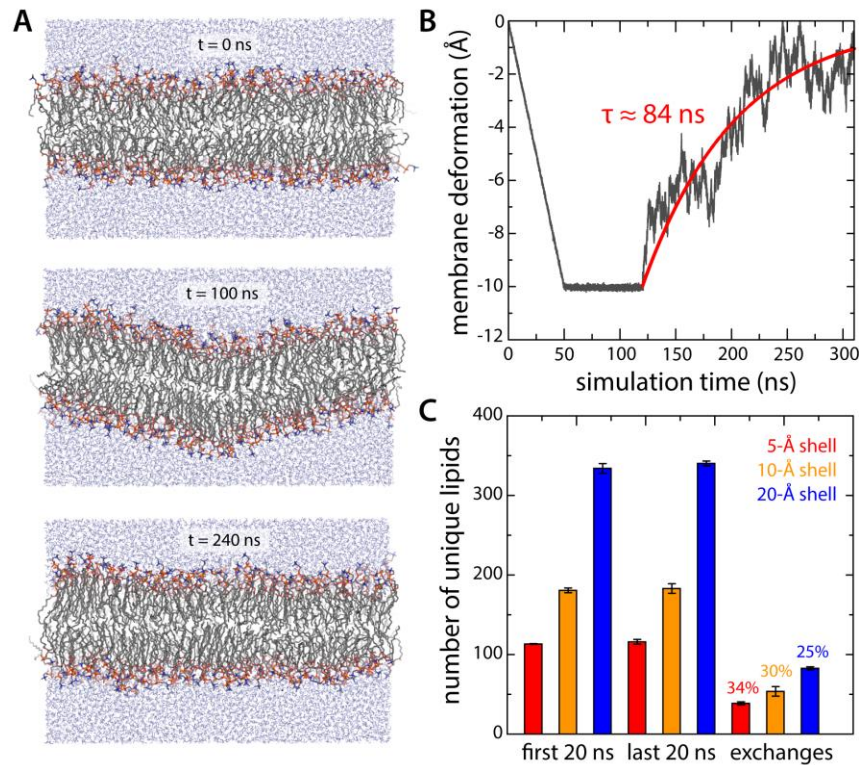 A
t = 0 ns
t = 100 ns
t = 240 ns
B
membrane deformation (Å)
0
-2
-4
-6
-8
-10
-12
τ ≈ 84 ns
0 50 100 150 200 250 300
simulation time (ns)
C
number of unique lipids
400
300
200
100
0
5-Å shell
10-Å shell
20-Å shell
34% 30% 25%
first 20 ns last 20 ns exchanges